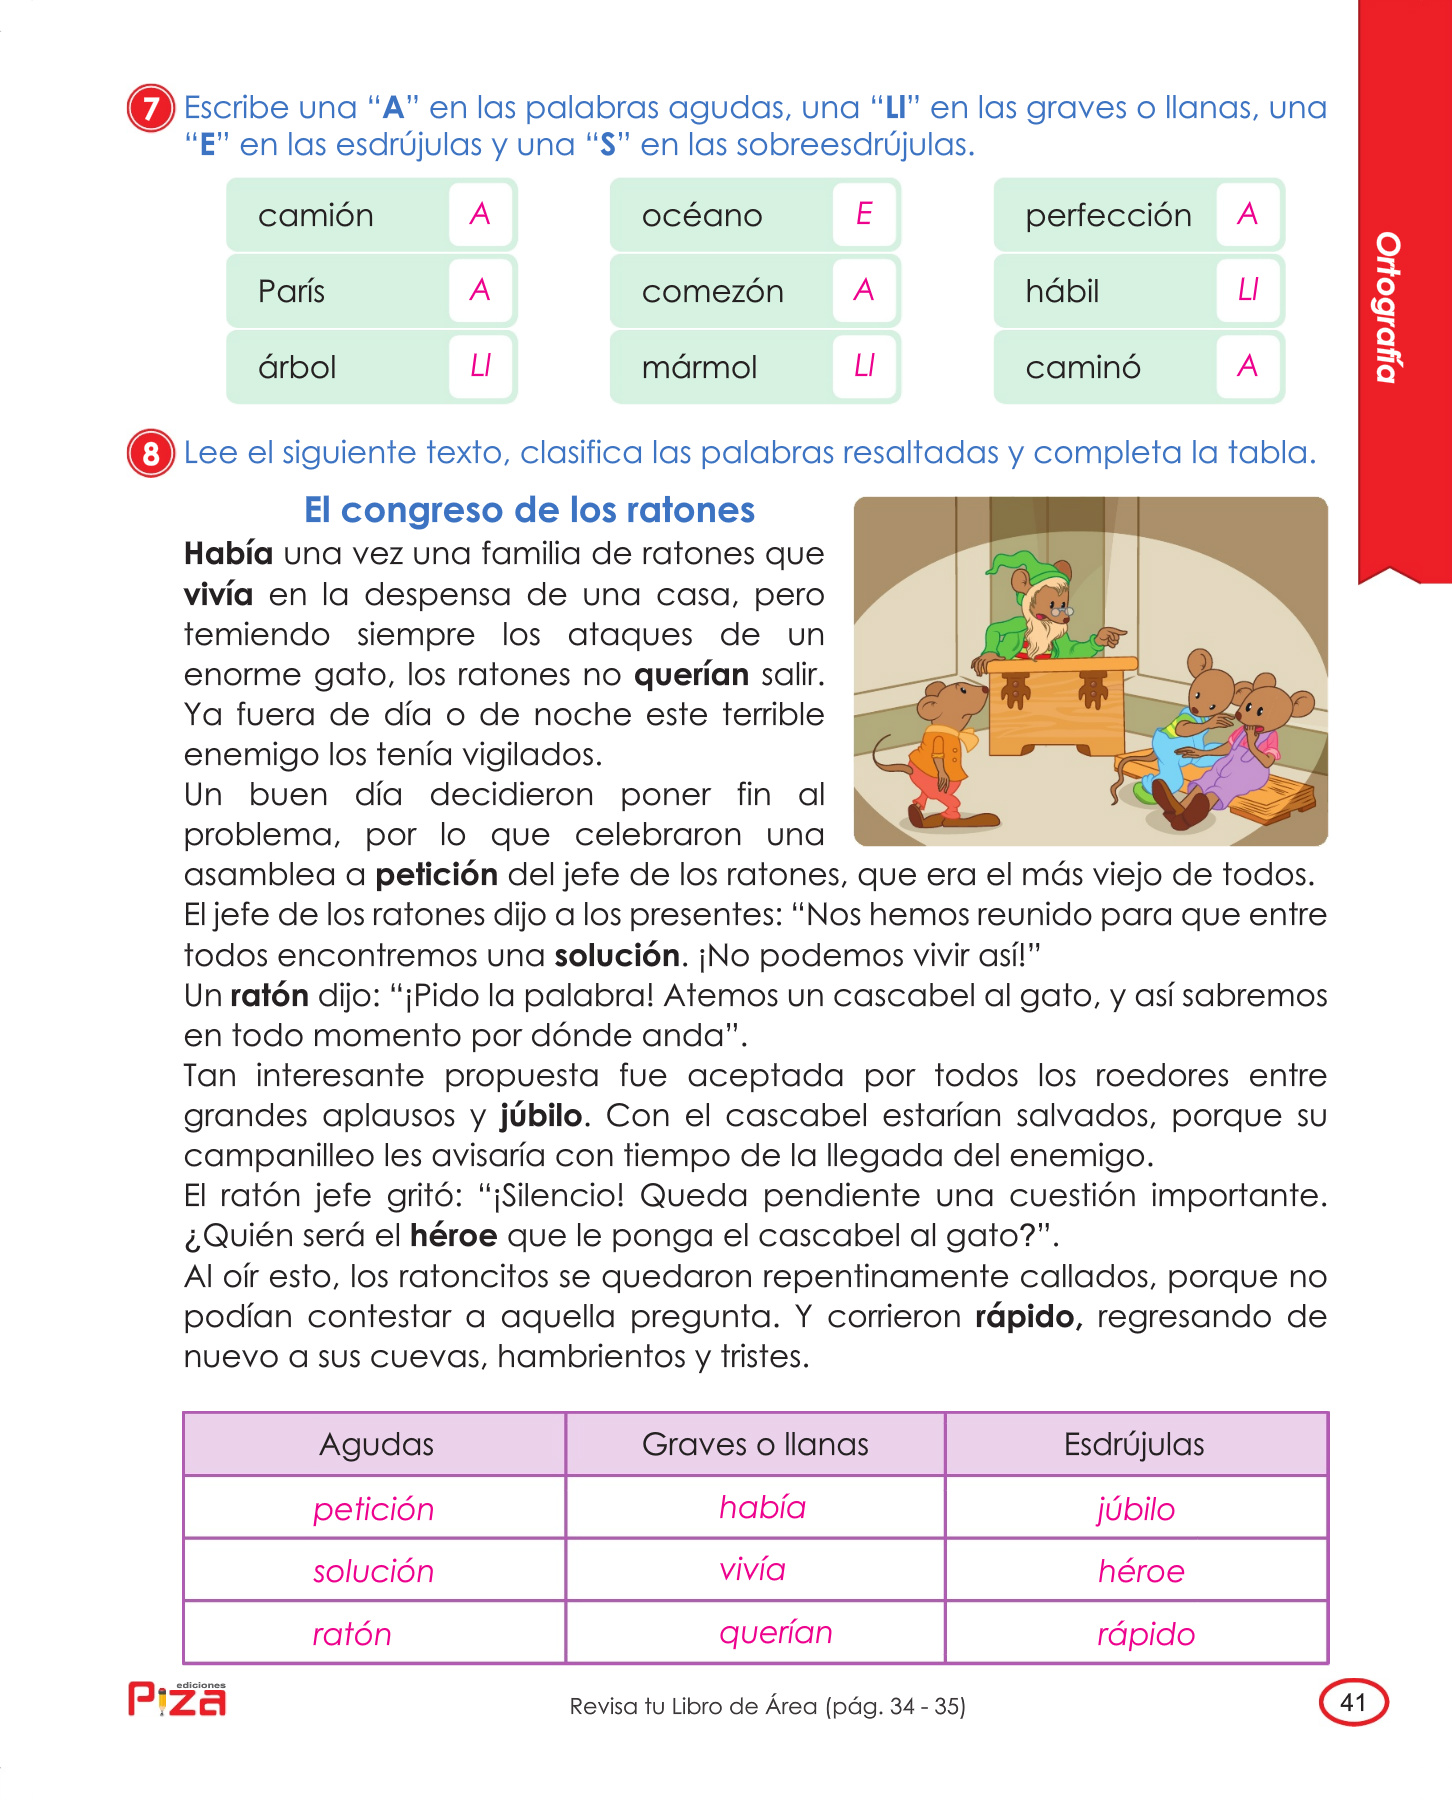 7 Escribe una “A” en las palabras agudas, una “Ll” en las graves o llanas, una
“E” en las esdrújulas y una “S” en las sobreesdrújulas.
camión A océano E perfección A
París A comezón A hábil Ll
árbol Ll mármol Ll caminó A
Ortografía
8 Lee el siguiente texto, clasifica las palabras resaltadas y completa la tabla.
El congreso de los ratones
Había una vez una familia de ratones que
vivía en la despensa de una casa, pero
temiendo siempre los ataques de un
enorme gato, los ratones no querían salir.
Ya fuera de día o de noche este terrible
enemigo los tenía vigilados.
Un buen día decidieron poner fin al
problema, por lo que celebraron una
asamblea a petición del jefe de los ratones, que era el más viejo de todos.
El jefe de los ratones dijo a los presentes: “Nos hemos reunido para que entre
todos encontremos una solución. ¡No podemos vivir así!”
Un ratón dijo: “¡Pido la palabra! Atemos un cascabel al gato, y así sabremos
en todo momento por dónde anda”.
Tan interesante propuesta fue aceptada por todos los roedores entre
grandes aplausos y júbilo. Con el cascabel estarían salvados, porque su
campanilleo les avisaría con tiempo de la llegada del enemigo.
El ratón jefe gritó: “¡Silencio! Queda pendiente una cuestión importante.
¿Quién será el héroe que le ponga el cascabel al gato?”.
Al oír esto, los ratoncitos se quedaron repentinamente callados, porque no
podían contestar a aquella pregunta. Y corrieron rápido, regresando de
nuevo a sus cuevas, hambrientos y tristes.
Agudas Graves o llanas Esdrújulas
petición había júbilo
solución vivía héroe
ratón querían rápido
ediciones
Piza
Revisa tu Libro de Área (pág. 34 - 35)
41